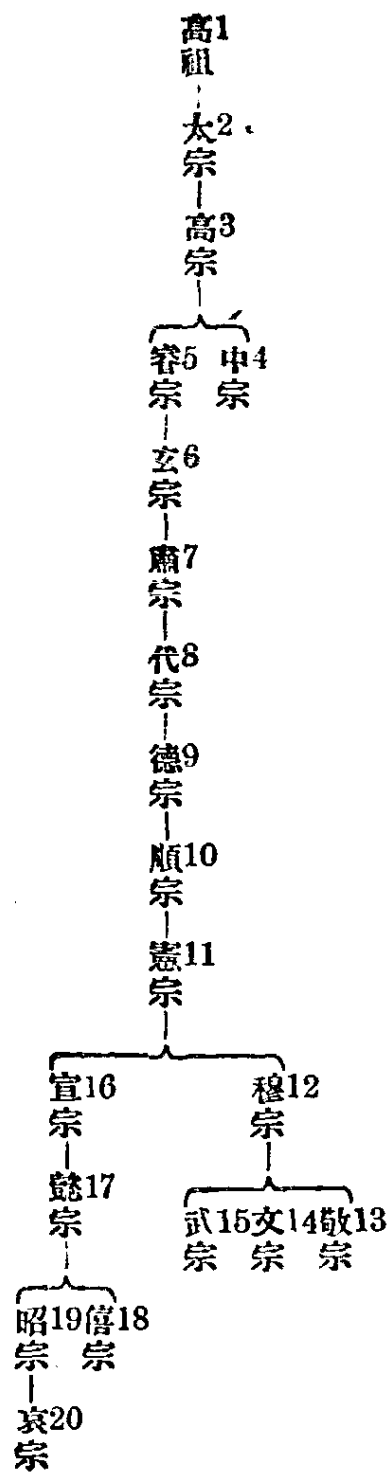 高祖1
太宗2
高宗3
中宗4
睿宗5
玄宗6
肅宗7
代宗8
德宗9
順宗10
憲宗11
穆宗12
宣宗16
懿宗17
敬宗13
文宗14
武宗15
僖宗18
昭宗19
哀宗20